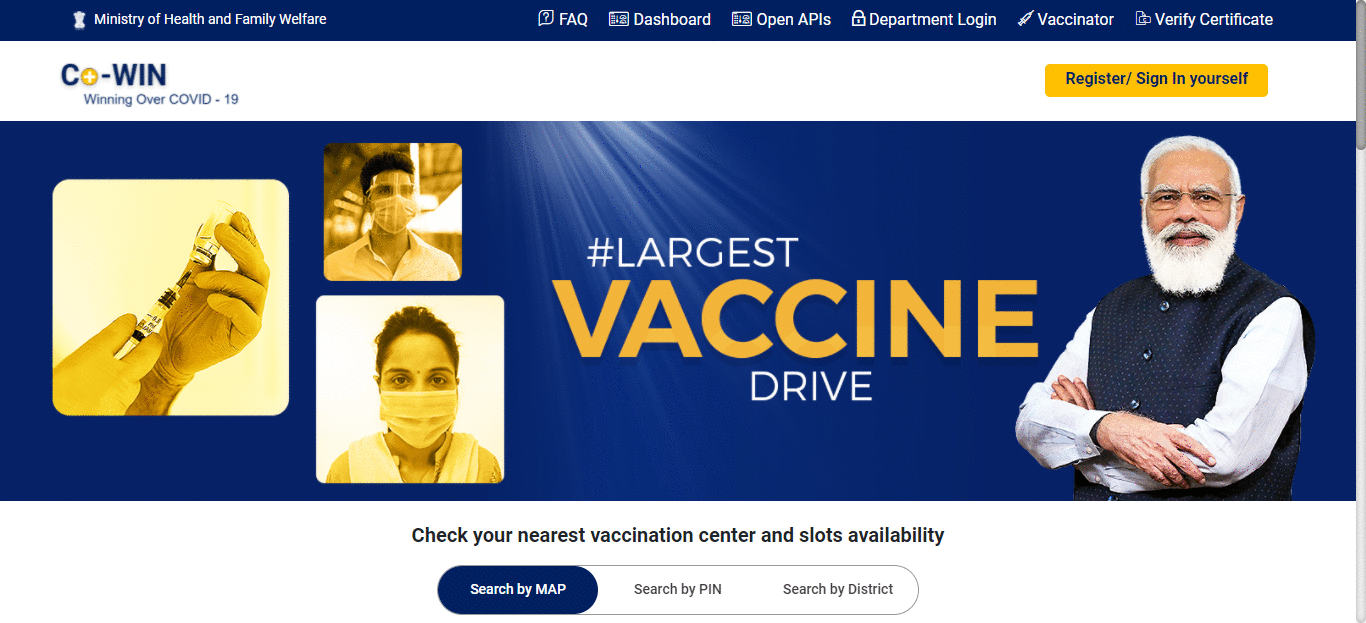 Ministry of Health and Family Welfare
FAQ
Dashboard
Open APIs
Department Login
Vaccinator
Verify Certificate
Co-WIN
Winning Over COVID - 19
Register/ Sign In yourself
#LARGEST
VACCINE
DRIVE
Check your nearest vaccination center and slots availability
Search by MAP
Search by PIN
Search by District